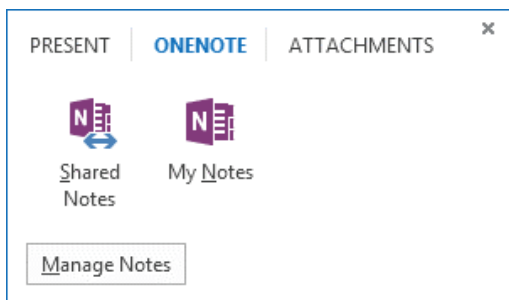 PRESENT ONENOTE ATTACHMENTS
N N
Shared My Notes
Notes
Manage Notes